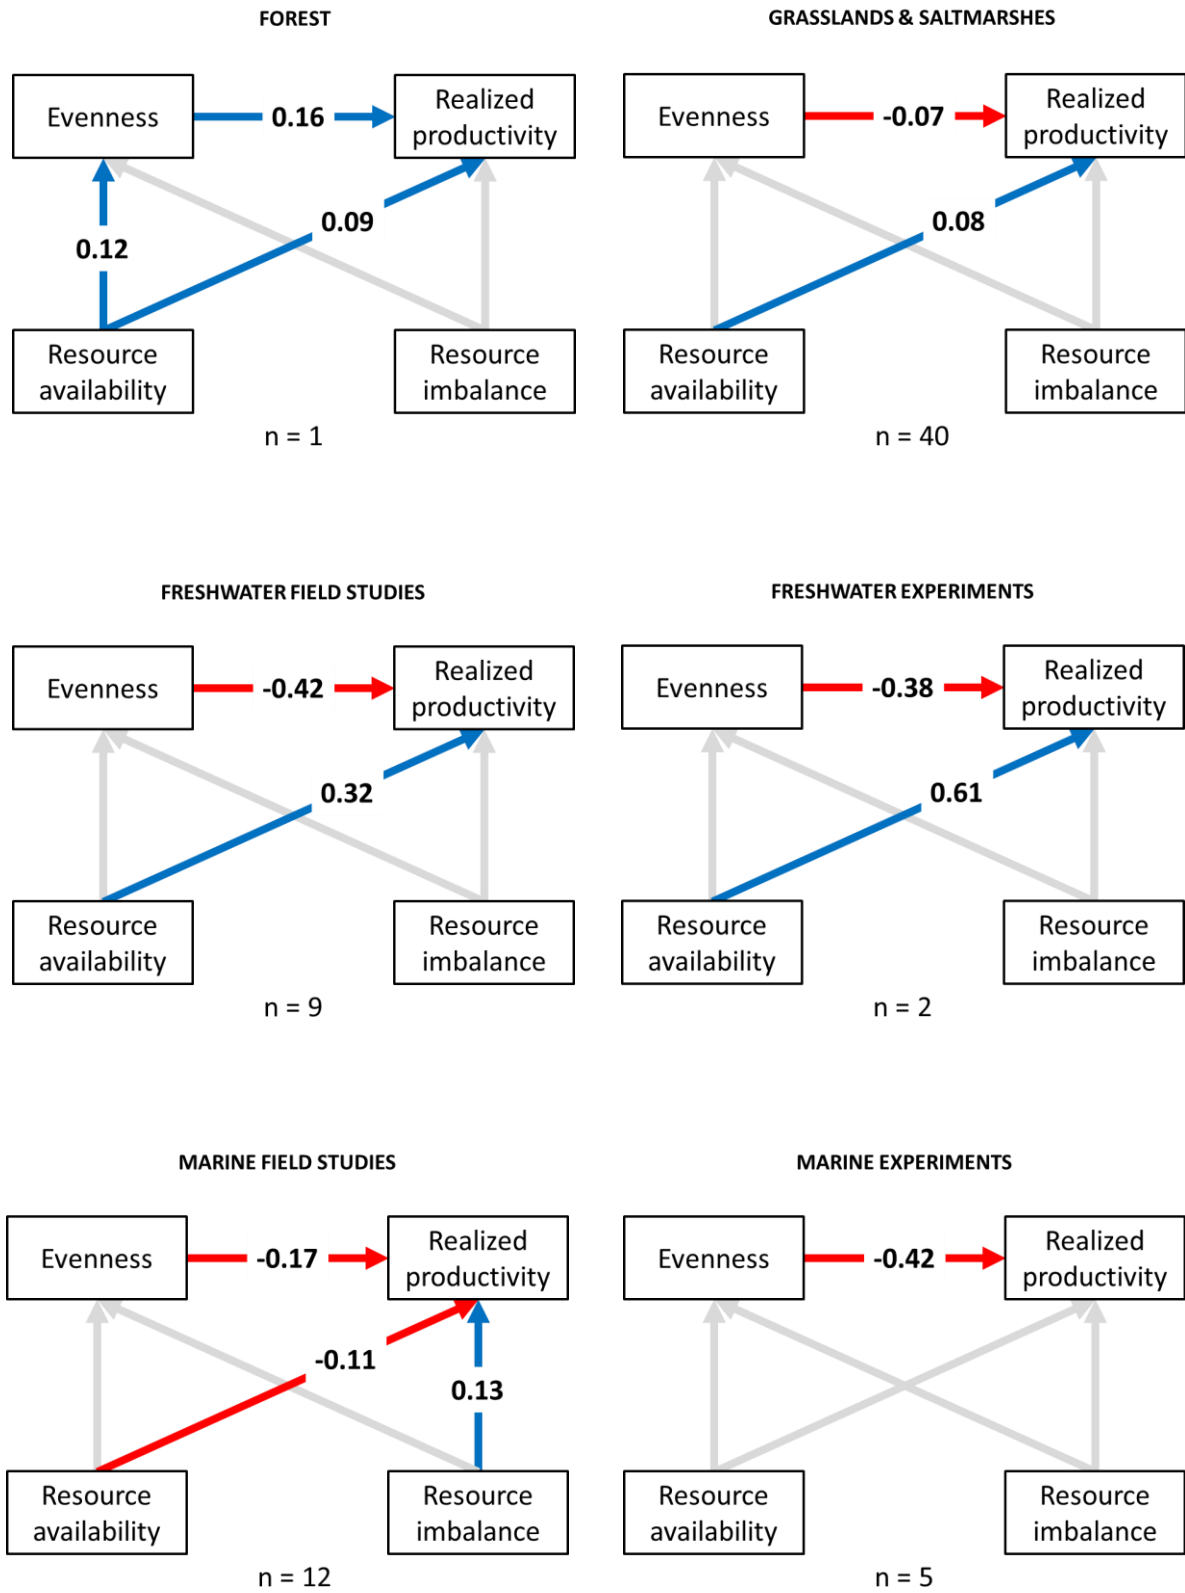 FOREST
Evenness
0.16
Realized
productivity
0.12
0.09
Resource
availability
Resource
imbalance
n = 1
GRASSLANDS & SALTMARSHES
Evenness
-0.07
Realized
productivity
0.08
Resource
availability
Resource
imbalance
n = 40
FRESHWATER FIELD STUDIES
Evenness
-0.42
Realized
productivity
0.32
Resource
availability
Resource
imbalance
n = 9
FRESHWATER EXPERIMENTS
Evenness
-0.38
Realized
productivity
0.61
Resource
availability
Resource
imbalance
n = 2
MARINE FIELD STUDIES
Evenness
-0.17
Realized
productivity
-0.11
0.13
Resource
availability
Resource
imbalance
n = 12
MARINE EXPERIMENTS
Evenness
-0.42
Realized
productivity
Resource
availability
Resource
imbalance
n = 5